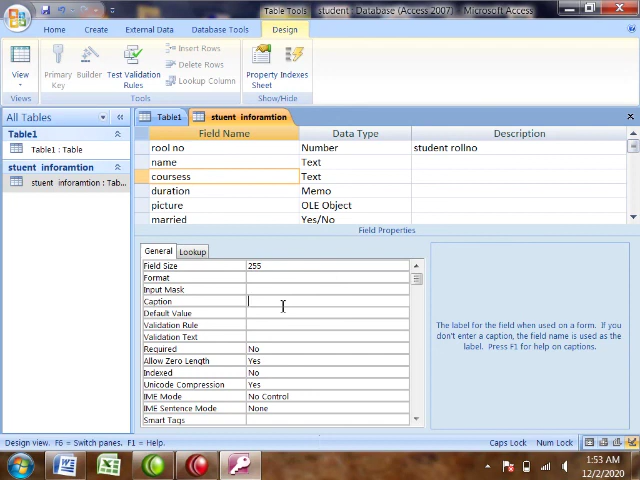 Table Tools
student : Database (Access 2007) - Microsoft Access
Home
Create
External Data
Database Tools
Design
View
Primary Key
Builder
Test Validation Rules
Insert Rows
Delete Rows
Lookup Column
Property Sheet
Indexes
Views
Tools
Show/Hide
All Tables
Table1
Table1 : Table
stuent inforamtion
stuent inforamtion : Tab...
Table1
stuent inforamtion
Field Name Data Type Description
rool no Number student rollno
name Text
coursess Text
duration Memo
picture OLE Object
married Yes/No
Field Properties
General Lookup
Field Size 255
Format
Input Mask
Caption
Default Value
Validation Rule
Validation Text
Required No
Allow Zero Length Yes
Indexed No
Unicode Compression Yes
IME Mode No Control
IME Sentence Mode None
Smart Tags
The label for the field when used on a form. If you
don't enter a caption, the field name is used as the
label. Press F1 for help on captions.
Design view. F6 = Switch panes. F1 = Help.
Caps Lock
Num Lock
1:53 AM
12/2/2020